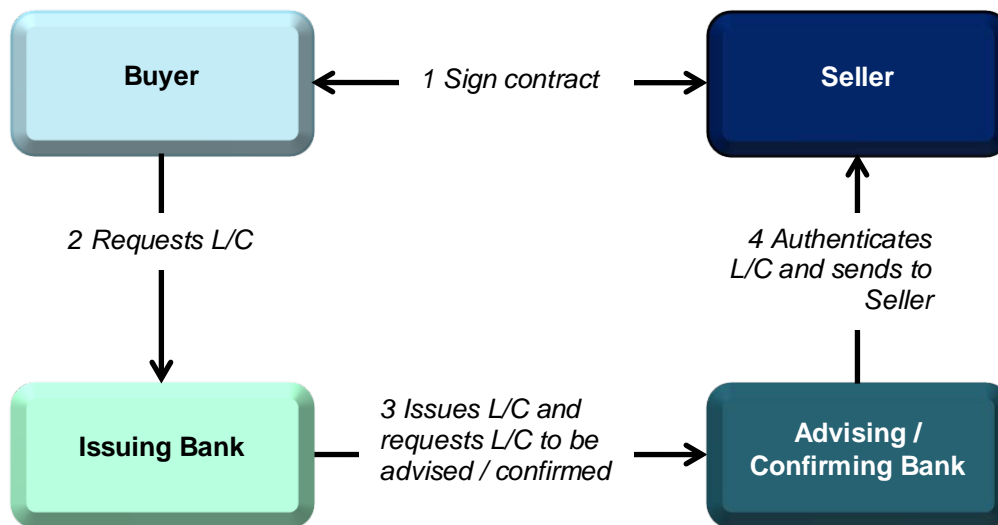 Buyer
1 Sign contract
Seller
2 Requests L/C
4 Authenticates
L/C and sends to
Seller
Issuing Bank
3 Issues L/C and
requests L/C to be
advised / confirmed
Advising /
Confirming Bank